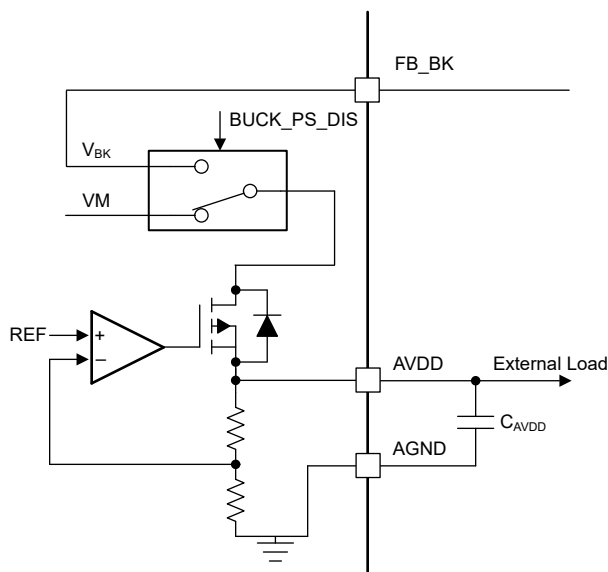 FB_BK
BUCK_PS_DIS
VBK
VM
REF
+
–
AVDD
External Load
CAVDD
AGND